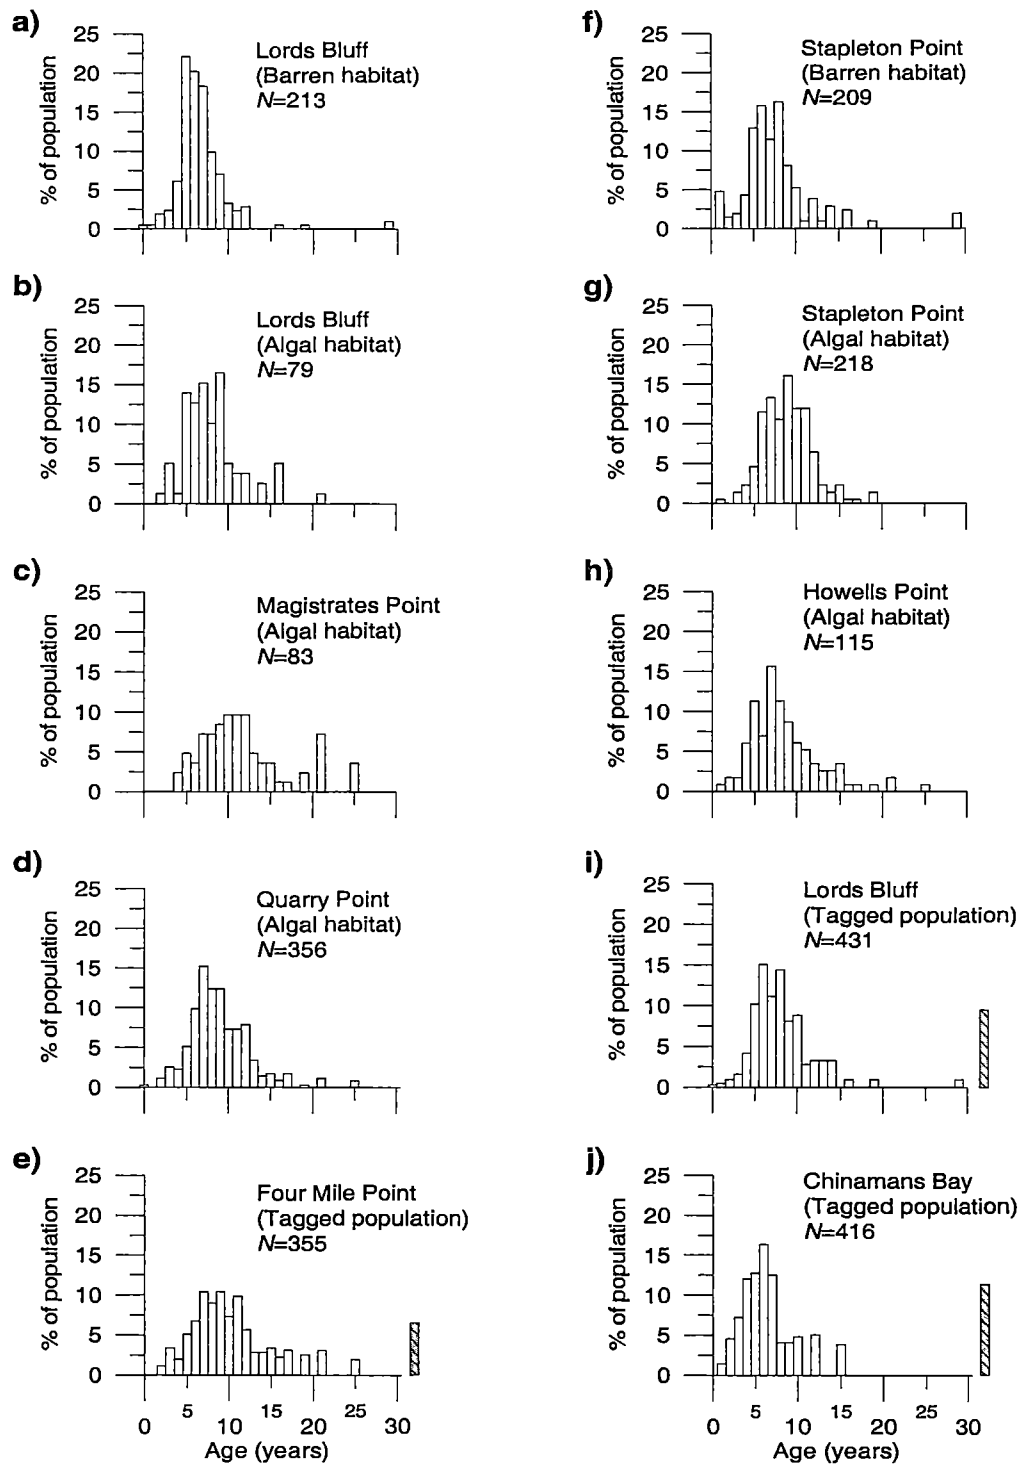 a)
Lords Bluff
(Barren habitat)
N=213
% of population
25
20
15
10
5
0
b)
Lords Bluff
(Algal habitat)
N=79
% of population
25
20
15
10
5
0
c)
Magistrates Point
(Algal habitat)
N=83
% of population
25
20
15
10
5
0
d)
Quarry Point
(Algal habitat)
N=356
% of population
25
20
15
10
5
0
e)
Four Mile Point
(Tagged population)
N=355
% of population
25
20
15
10
5
0
0 5 10 15 20 25 30
Age (years)
f)
Stapleton Point
(Barren habitat)
N=209
% of population
25
20
15
10
5
0
g)
Stapleton Point
(Algal habitat)
N=218
% of population
25
20
15
10
5
0
h)
Howells Point
(Algal habitat)
N=115
% of population
25
20
15
10
5
0
i)
Lords Bluff
(Tagged population)
N=431
% of population
25
20
15
10
5
0
j)
Chinamans Bay
(Tagged population)
N=416
% of population
25
20
15
10
5
0
0 5 10 15 20 25 30
Age (years)